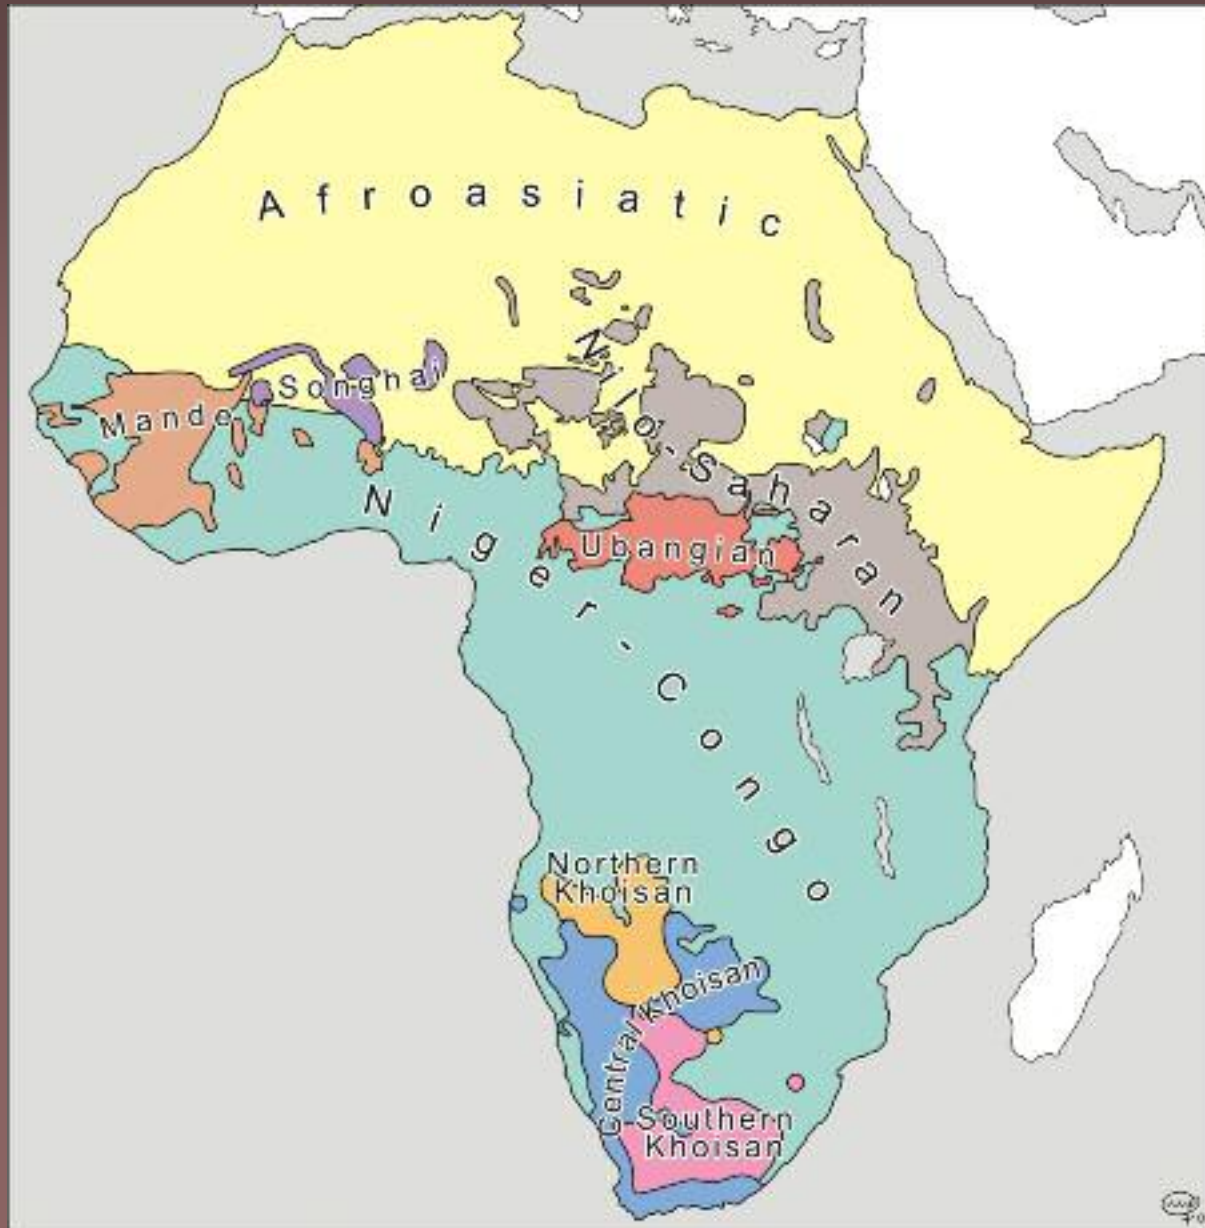 Afroasiatic
Nilo-Saharan
Songhai
Mande
Niger-Congo
Ubangian
Northern
Khoisan
Central Khoisan
Southern
Khoisan